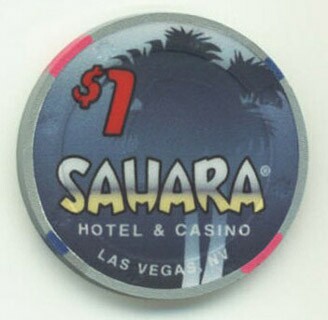 $1
SAHARA®
HOTEL & CASINO
LAS VEGAS, NV